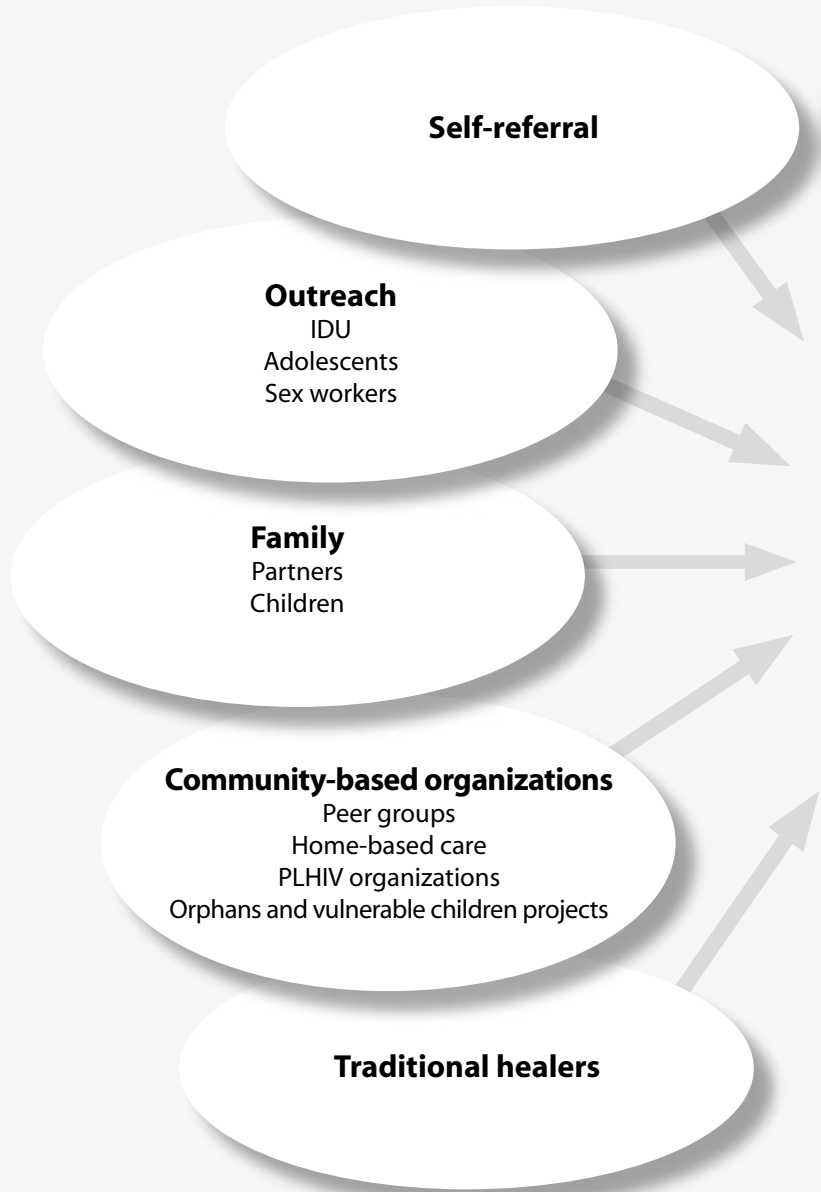 Self-referral
Outreach
IDU
Adolescents
Sex workers
Family
Partners
Children
Community-based organizations
Peer groups
Home-based care
PLHIV organizations
Orphans and vulnerable children projects
Traditional healers